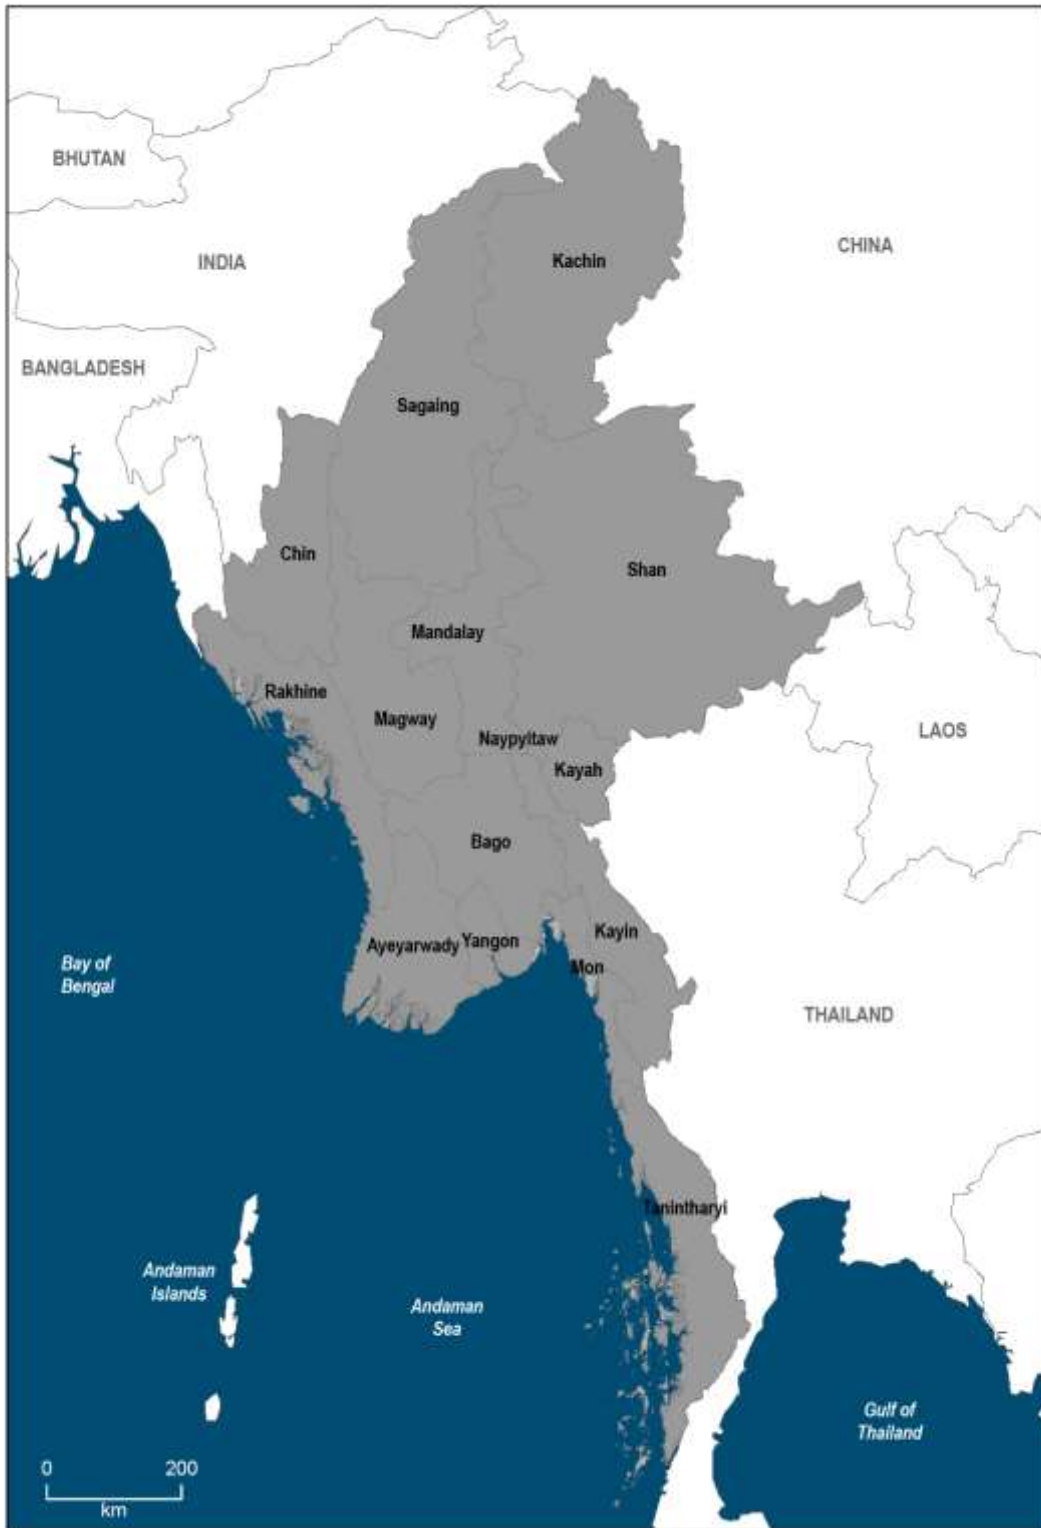 BHUTAN
CHINA
INDIA
Kachin
BANGLADESH
Sagaing
Chin
Shan
Mandalay
Rakhine
Magway
Naypyitaw
LAOS
Kayah
Bago
Kayin
Ayeyarwady
Yangon
Mon
Bay of
Bengal
THAILAND
Tanintharyi
Andaman
Islands
Andaman
Sea
Gulf of
Thailand
0
200
km